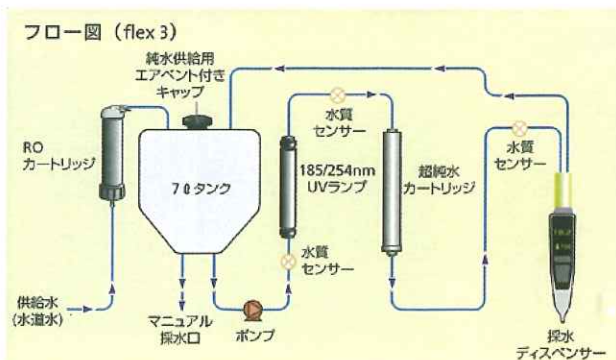 フロー図（flex 3）
純水供給用
エアベント付き
キャップ
RO
カートリッジ
7ℓタンク
水質
センサー
185/254nm
UVランプ
超純水
カートリッジ
水質
センサー
水質
センサー
供給水
(水道水)
マニュアル
採水口
ポンプ
採水
ディスペンサー